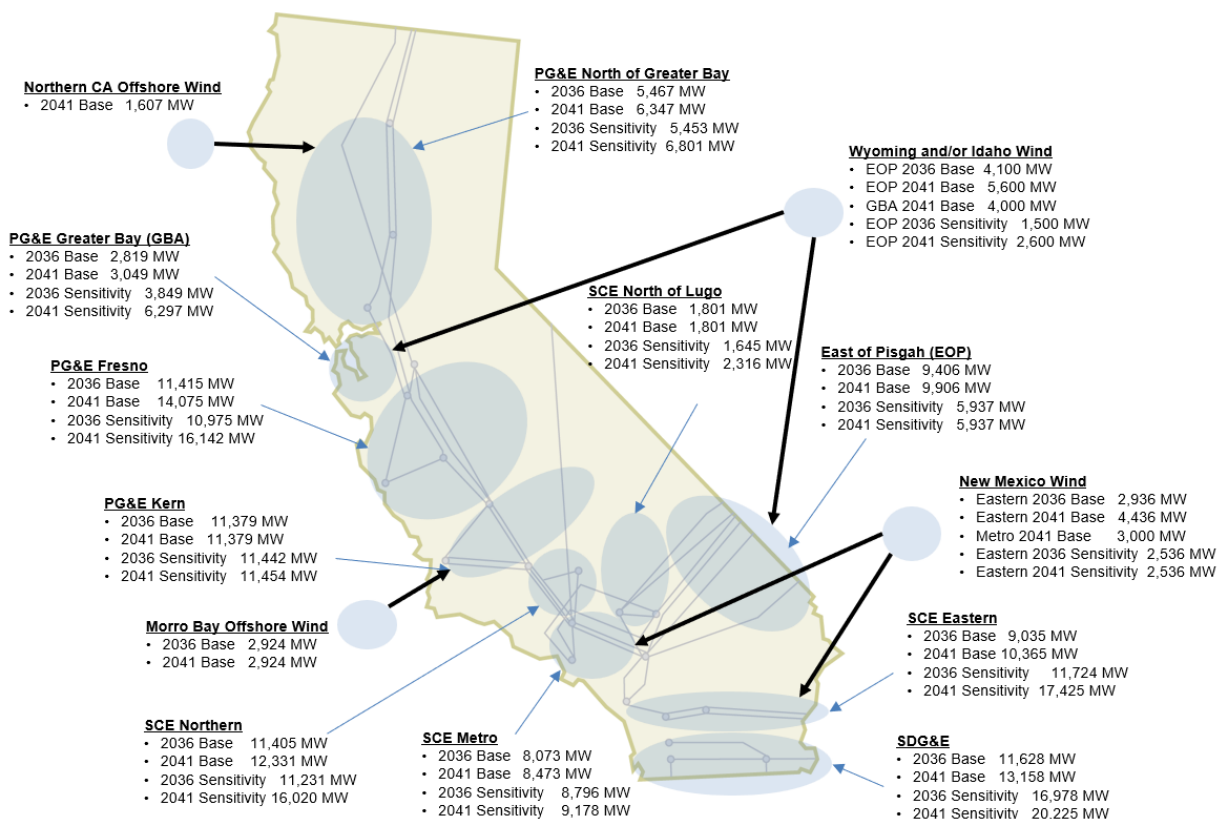 Northern CA Offshore Wind
• 2041 Base 1,607 MW
PG&E North of Greater Bay
• 2036 Base 5,467 MW
• 2041 Base 6,347 MW
• 2036 Sensitivity 5,453 MW
• 2041 Sensitivity 6,801 MW
Wyoming and/or Idaho Wind
• EOP 2036 Base 4,100 MW
• EOP 2041 Base 5,600 MW
• GBA 2041 Base 4,000 MW
• EOP 2036 Sensitivity 1,500 MW
• EOP 2041 Sensitivity 2,600 MW
PG&E Greater Bay (GBA)
• 2036 Base 2,819 MW
• 2041 Base 3,049 MW
• 2036 Sensitivity 3,849 MW
• 2041 Sensitivity 6,297 MW
SCE North of Lugo
• 2036 Base 1,801 MW
• 2041 Base 1,801 MW
• 2036 Sensitivity 1,645 MW
• 2041 Sensitivity 2,316 MW
East of Pisgah (EOP)
• 2036 Base 9,406 MW
• 2041 Base 9,906 MW
• 2036 Sensitivity 5,937 MW
• 2041 Sensitivity 5,937 MW
PG&E Fresno
• 2036 Base 11,415 MW
• 2041 Base 14,075 MW
• 2036 Sensitivity 10,975 MW
• 2041 Sensitivity 16,142 MW
New Mexico Wind
• Eastern 2036 Base 2,936 MW
• Eastern 2041 Base 4,436 MW
• Metro 2041 Base 3,000 MW
• Eastern 2036 Sensitivity 2,536 MW
• Eastern 2041 Sensitivity 2,536 MW
PG&E Kern
• 2036 Base 11,379 MW
• 2041 Base 11,379 MW
• 2036 Sensitivity 11,442 MW
• 2041 Sensitivity 11,454 MW
Morro Bay Offshore Wind
• 2036 Base 2,924 MW
• 2041 Base 2,924 MW
SCE Eastern
• 2036 Base 9,035 MW
• 2041 Base 10,365 MW
• 2036 Sensitivity 11,724 MW
• 2041 Sensitivity 17,425 MW
SCE Northern
• 2036 Base 11,405 MW
• 2041 Base 12,331 MW
• 2036 Sensitivity 11,231 MW
• 2041 Sensitivity 16,020 MW
SCE Metro
• 2036 Base 8,073 MW
• 2041 Base 8,473 MW
• 2036 Sensitivity 8,796 MW
• 2041 Sensitivity 9,178 MW
SDG&E
• 2036 Base 11,628 MW
• 2041 Base 13,158 MW
• 2036 Sensitivity 16,978 MW
• 2041 Sensitivity 20,225 MW